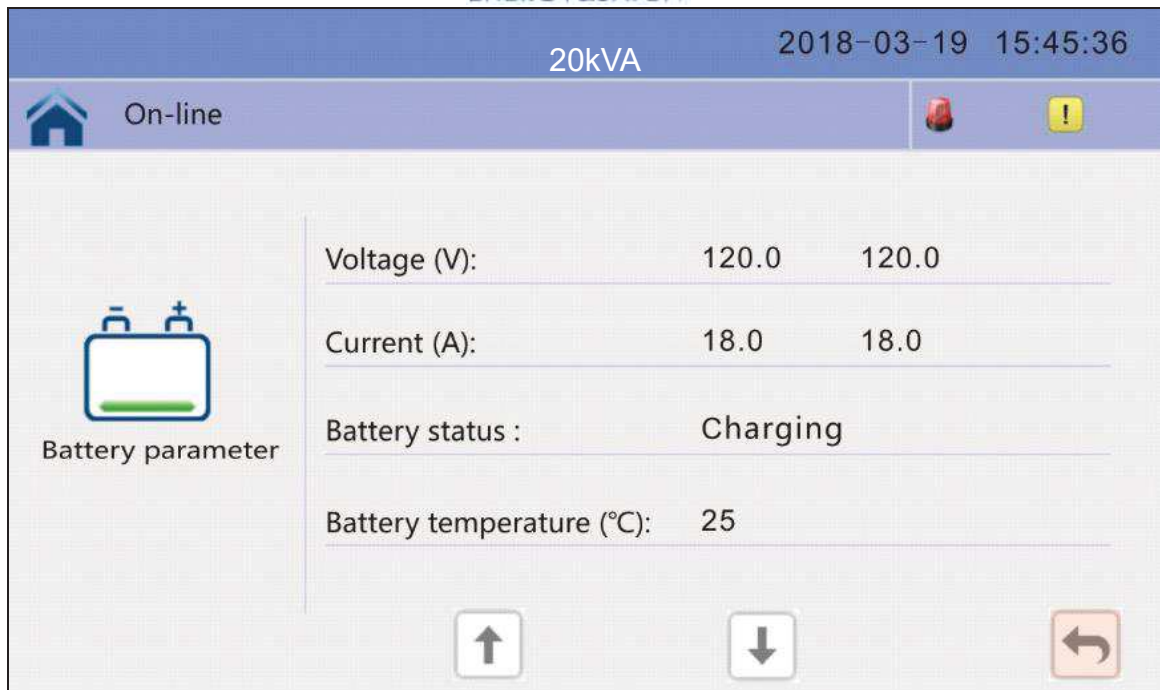 20kVA
2018-03-19 15:45:36
On-line
!
Voltage (V): 120.0 120.0
Current (A): 18.0 18.0
Battery status : Charging
Battery temperature (℃): 25
Battery parameter